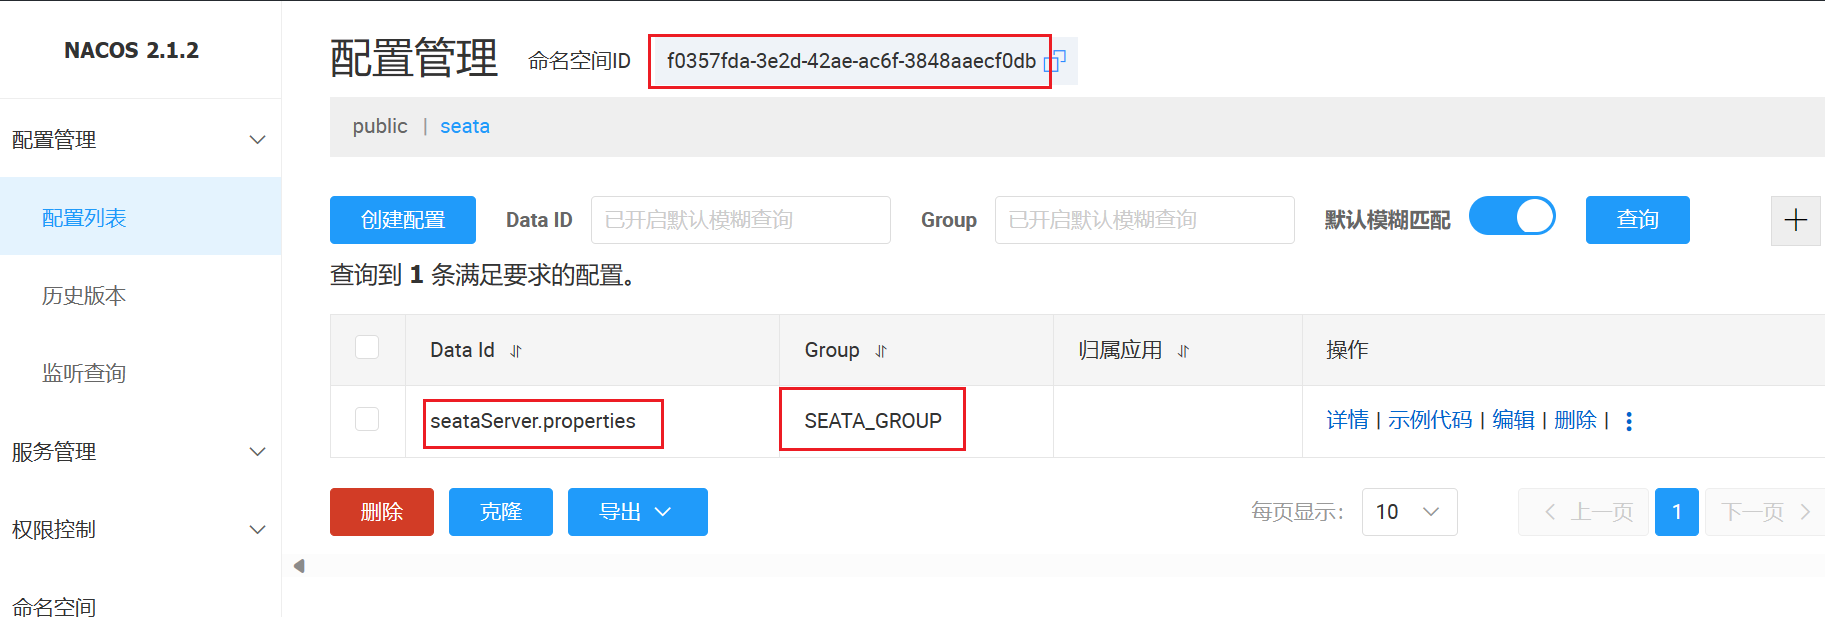 NACOS 2.1.2
配置管理
配置列表
历史版本
监听查询
服务管理
权限控制
命名空间
配置管理 命名空间ID f0357fda-3e2d-42ae-ac6f-3848aaecf0db
public | seata
创建配置 Data ID 已开启默认模糊查询 Group 已开启默认模糊查询 默认模糊匹配 查询 +
查询到 1 条满足要求的配置。
Data Id Group 归属应用 操作
seataServer.properties SEATA_GROUP 详情 | 示例代码 | 编辑 | 删除 |
删除 克隆 导出 每页显示: 10 上一页 1 下一页